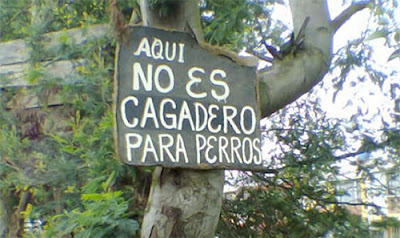 AQUI
NO ES
CAGADERO
PARA PERROS